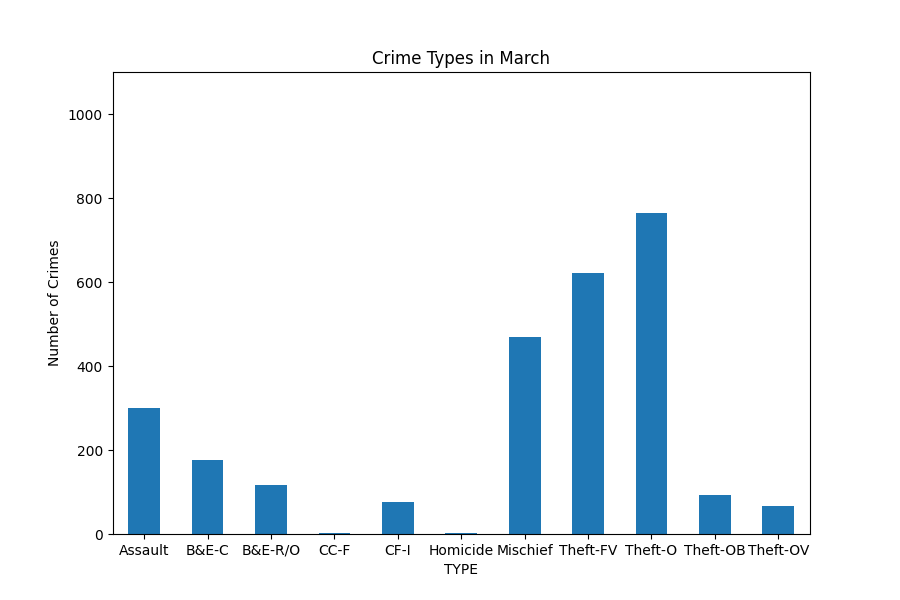 Crime Types in March
Number of Crimes
1000
800
600
400
200
0
Assault B&E-C B&E-R/O CC-F CF-I Homicide Mischief Theft-FV Theft-O Theft-OB Theft-OV
TYPE